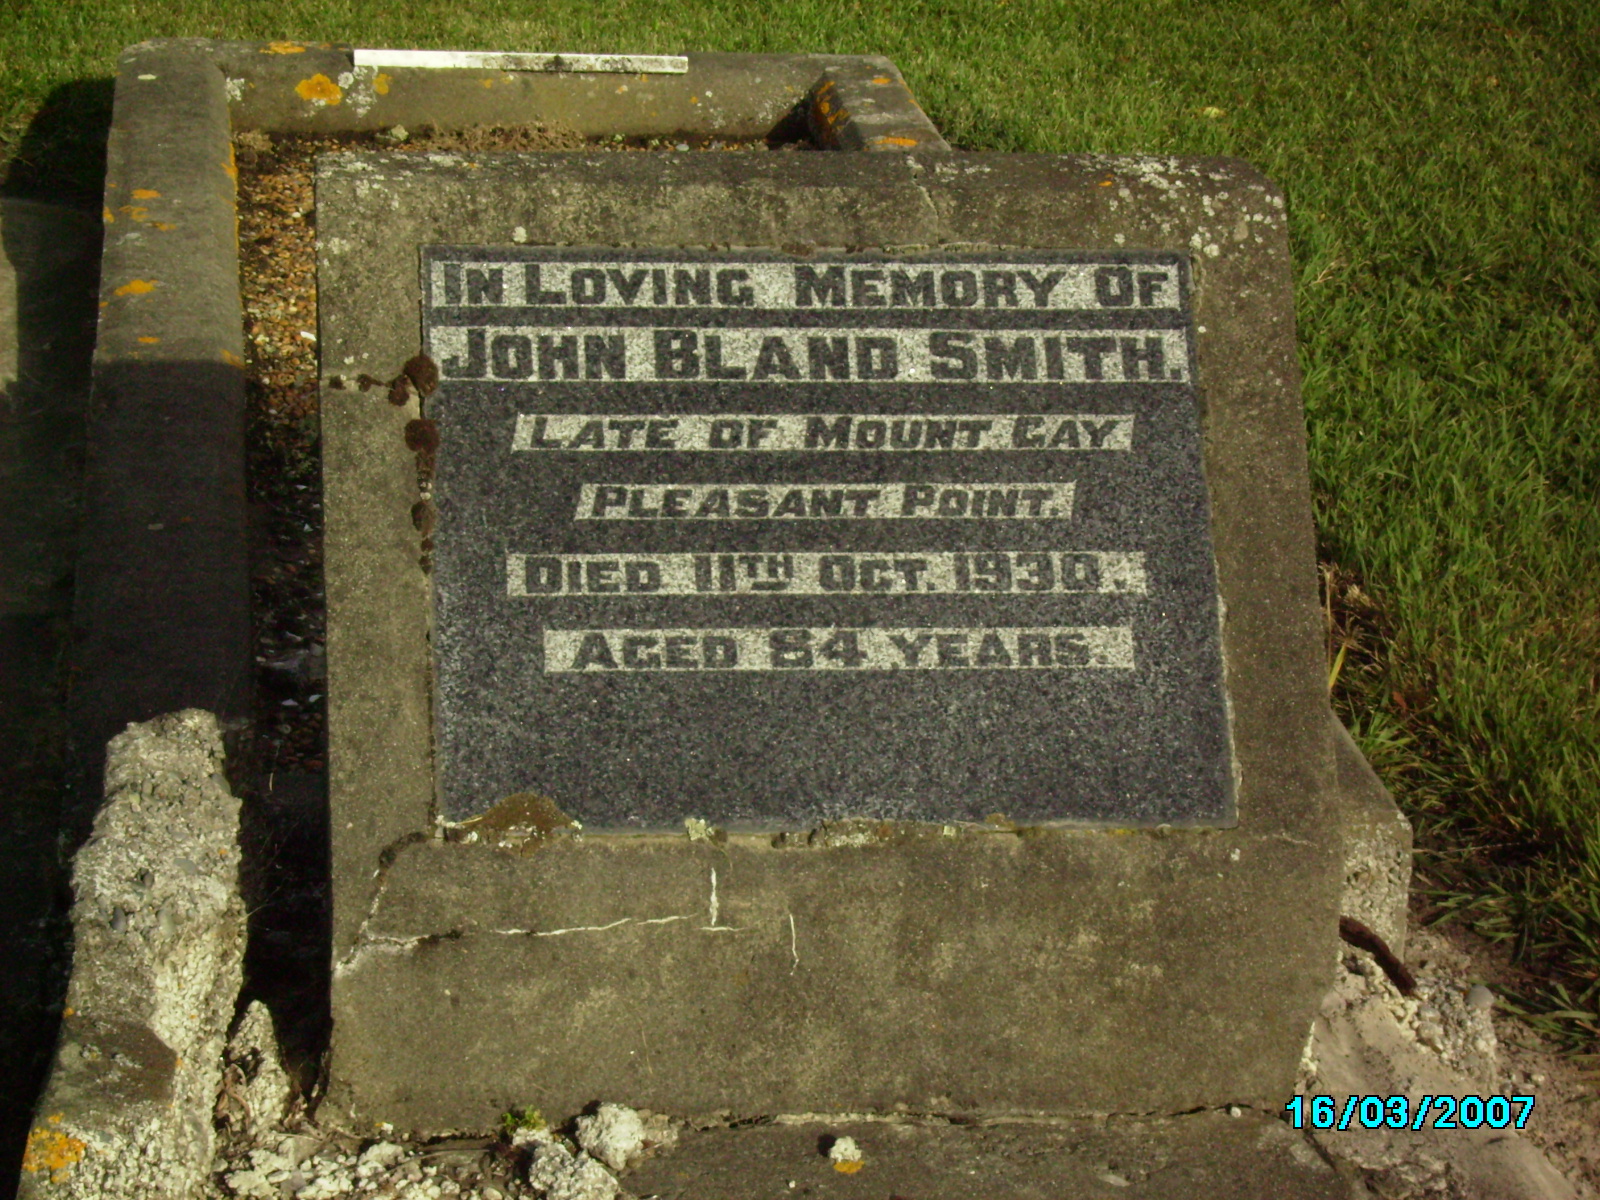 In Loving Memory Of
John Bland Smith.
Late of Mount Gay
Pleasant Point.
Died 11th Oct. 1930.
Aged 84 years.
16/03/2007